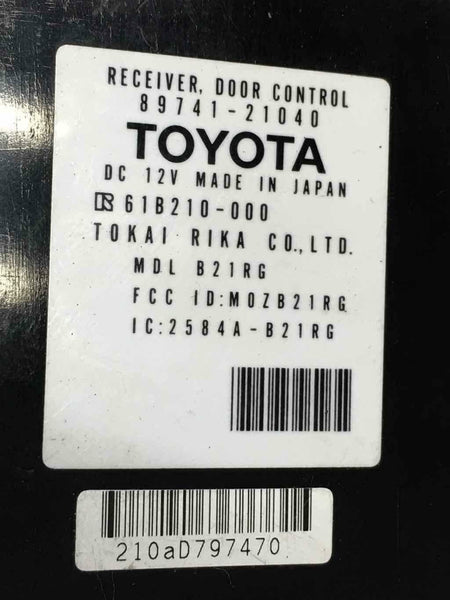 RECEIVER, DOOR CONTROL
89741-21040
TOYOTA
DC 12V MADE IN JAPAN
R 61B210-000
TOKAI RIKA CO.,LTD.
MDL B21RG
FCC ID:MOZB21RG
IC:2584A-B21RG
210aD797470